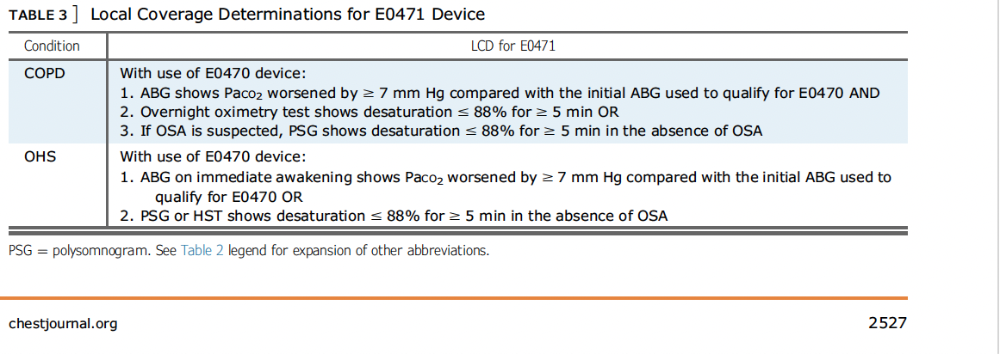 TABLE 3 ] Local Coverage Determinations for E0471 Device
Condition LCD for E0471
COPD With use of E0470 device:
1. ABG shows Paco₂ worsened by ≥ 7 mm Hg compared with the initial ABG used to qualify for E0470 AND
2. Overnight oximetry test shows desaturation ≤ 88% for ≥ 5 min OR
3. If OSA is suspected, PSG shows desaturation ≤ 88% for ≥ 5 min in the absence of OSA
OHS With use of E0470 device:
1. ABG on immediate awakening shows Paco₂ worsened by ≥ 7 mm Hg compared with the initial ABG used to
qualify for E0470 OR
2. PSG or HST shows desaturation ≤ 88% for ≥ 5 min in the absence of OSA
PSG = polysomnogram. See Table 2 legend for expansion of other abbreviations.
chestjournal.org 2527